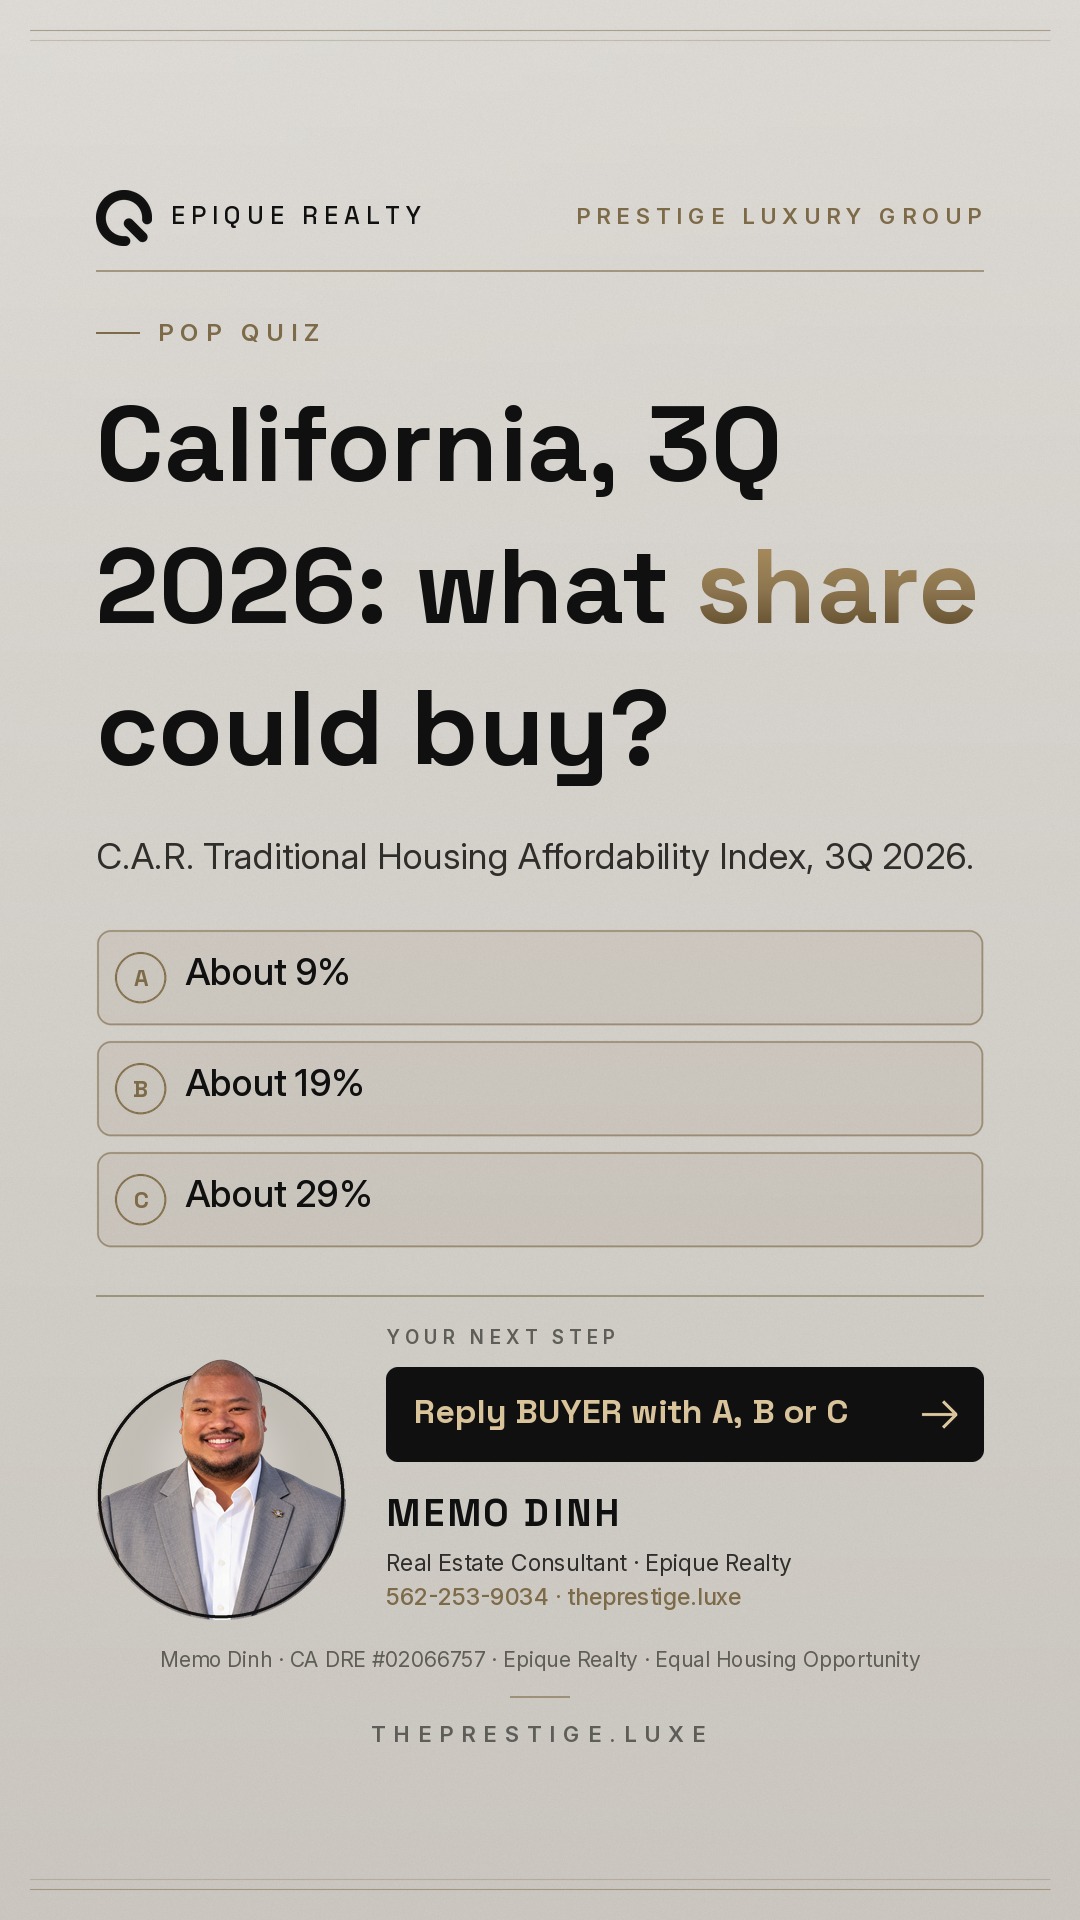 EPIQUE REALTY
PRESTIGE LUXURY GROUP
POP QUIZ
California, 3Q
2026: what share
could buy?
C.A.R. Traditional Housing Affordability Index, 3Q 2026.
A About 9%
B About 19%
C About 29%
YOUR NEXT STEP
Reply BUYER with A, B or C →
MEMO DINH
Real Estate Consultant · Epique Realty
562-253-9034 · theprestige.luxe
Memo Dinh · CA DRE #02066757 · Epique Realty · Equal Housing Opportunity
THEPRESTIGE.LUXE